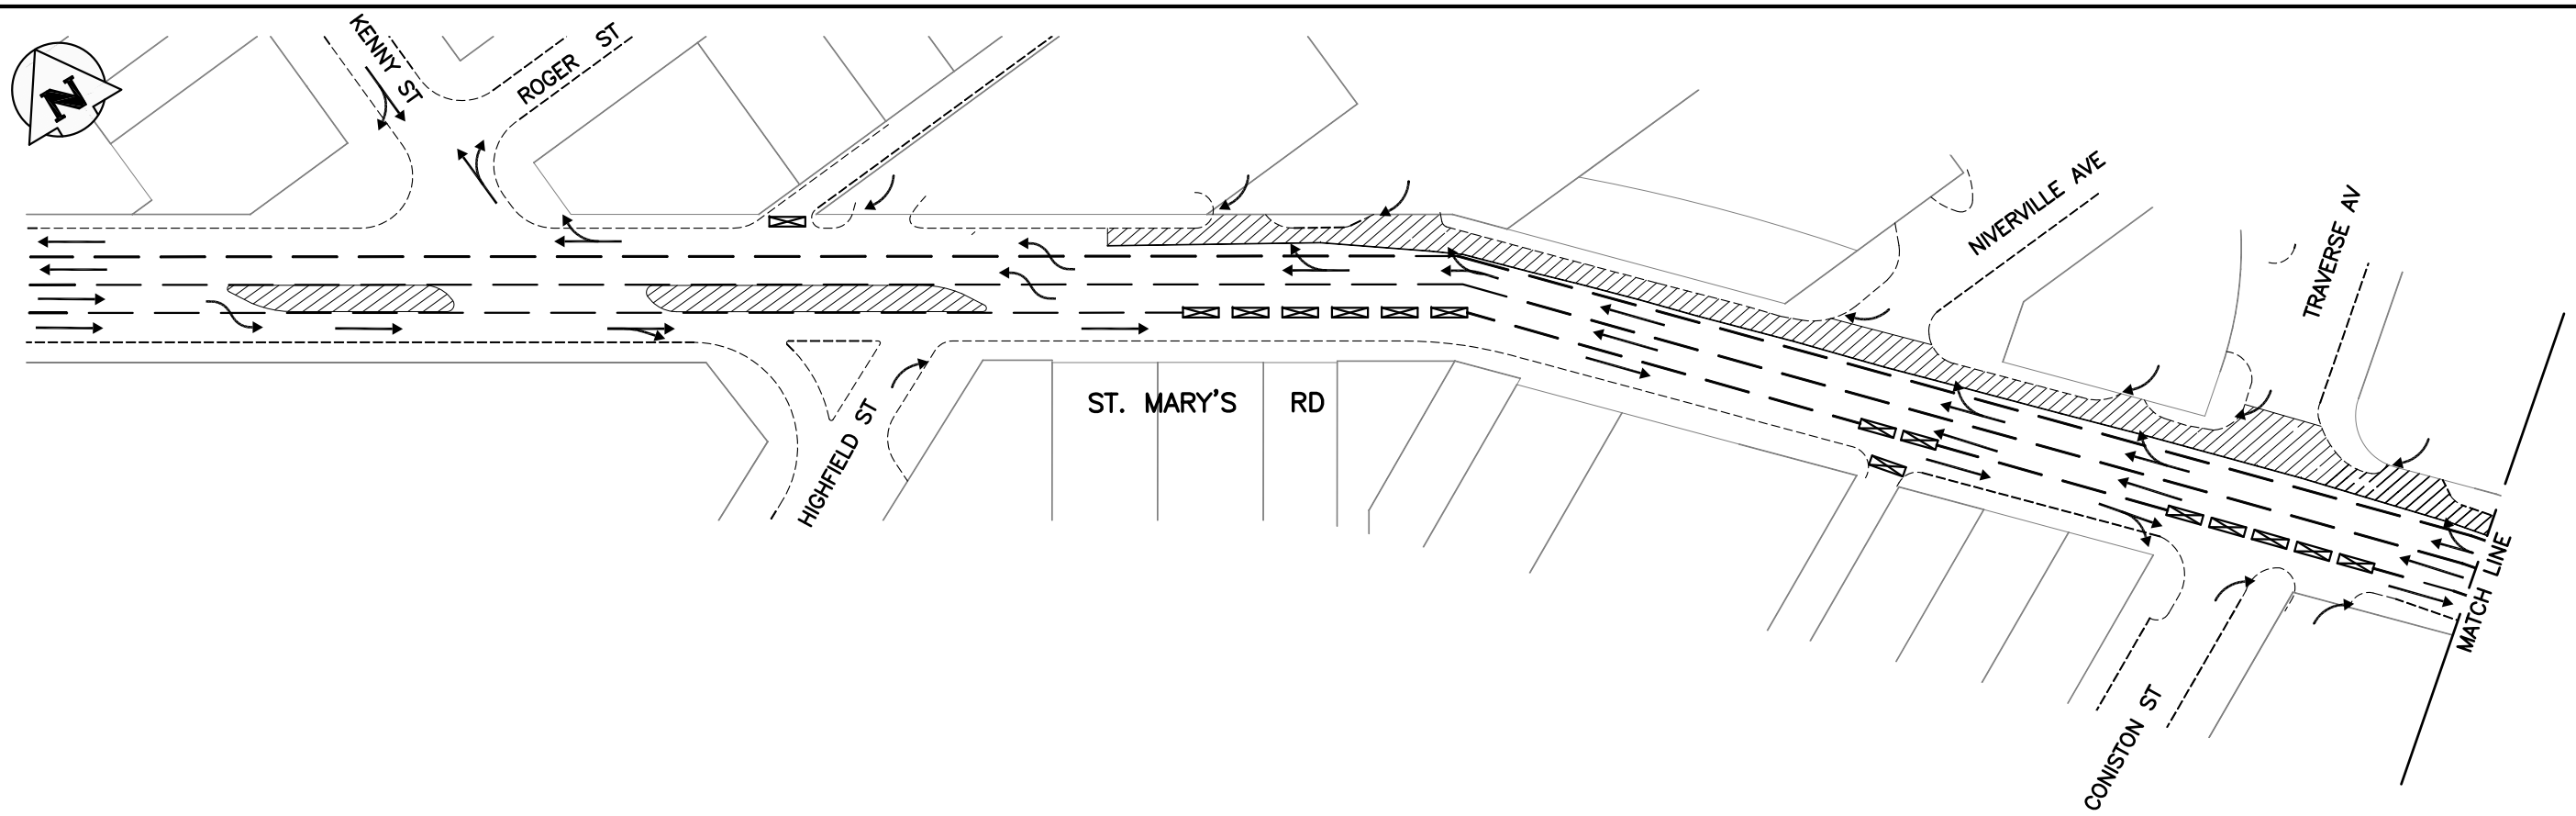 N
KENNY ST
ROGER ST
NIVERVILLE AVE
TRAVERSE AV
ST. MARY'S RD
HIGHFIELD ST
CONISTON ST
MATCH LINE